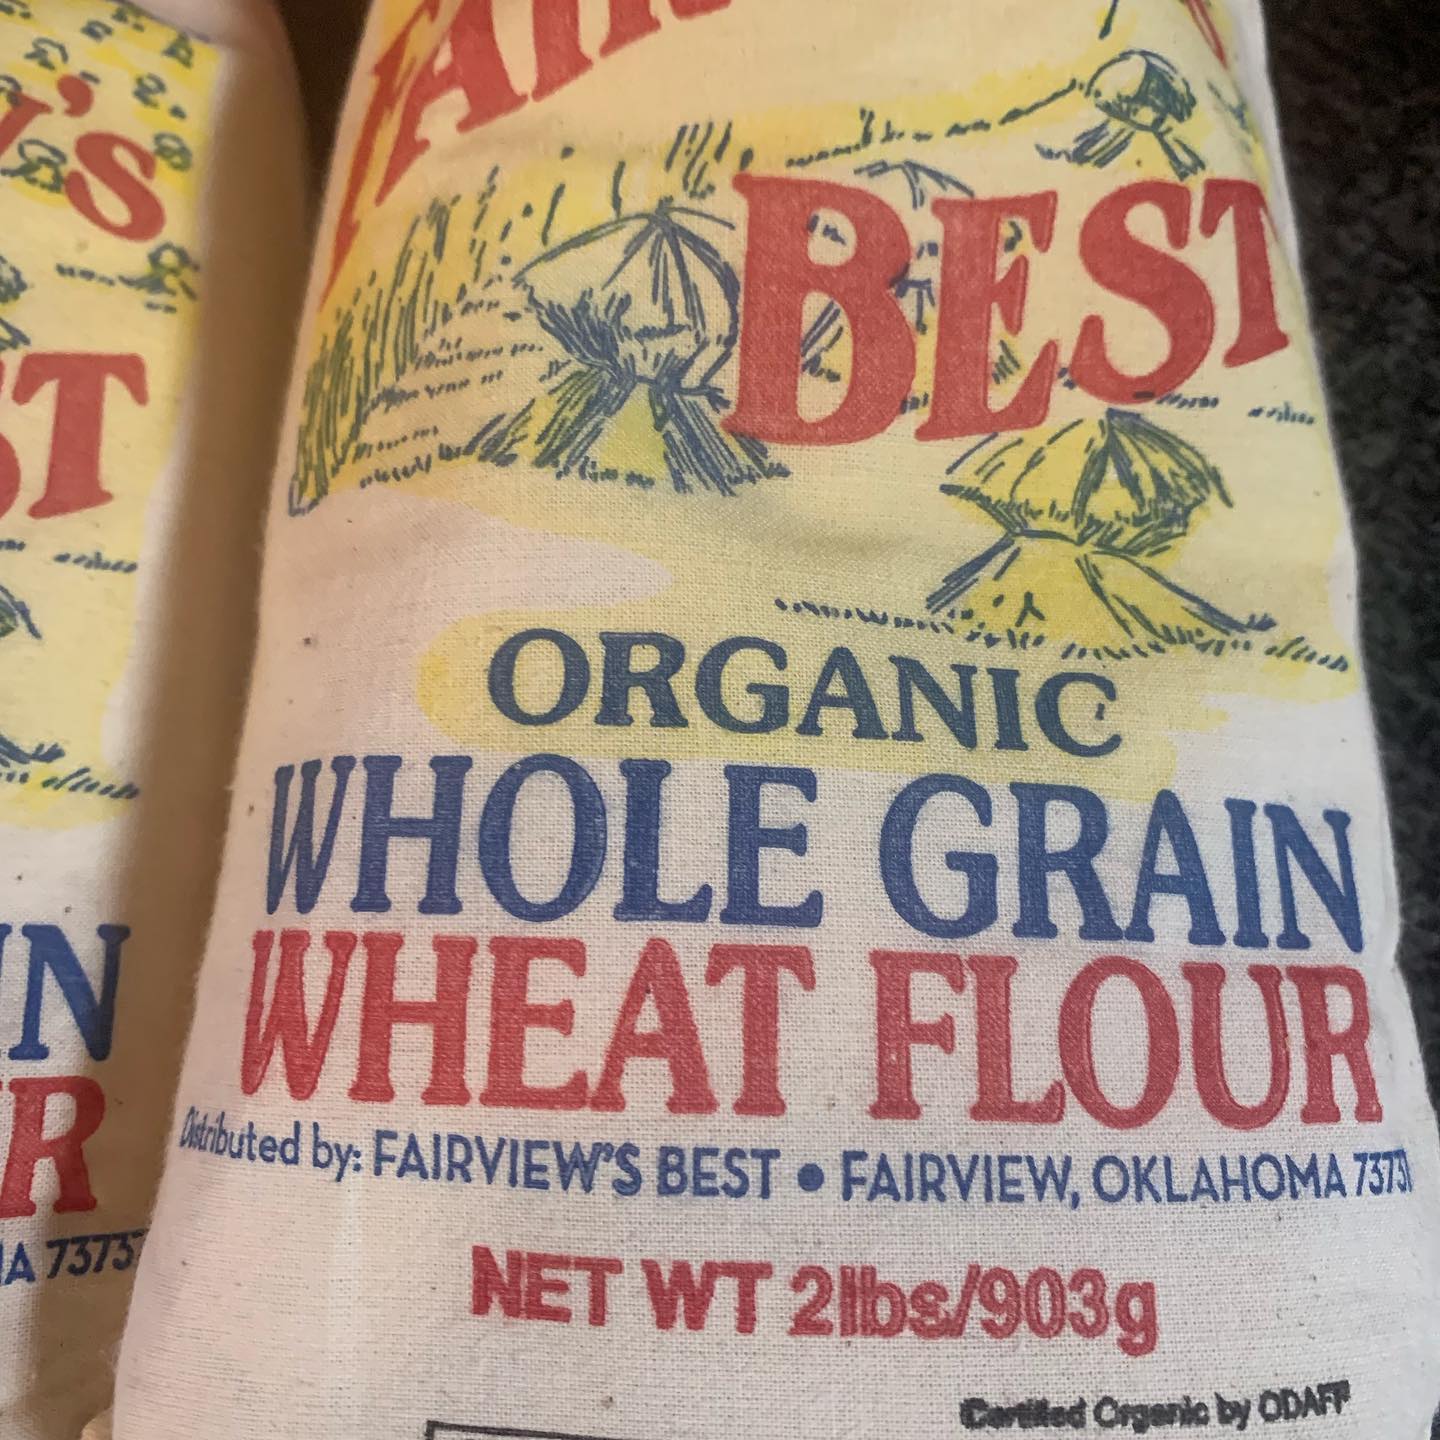 BEST
ORGANIC
WHOLE GRAIN
WHEAT FLOUR
Distributed by: FAIRVIEW'S BEST • FAIRVIEW, OKLAHOMA 73737
NET WT 2lbs/903g
Certified Organic by ODAFF